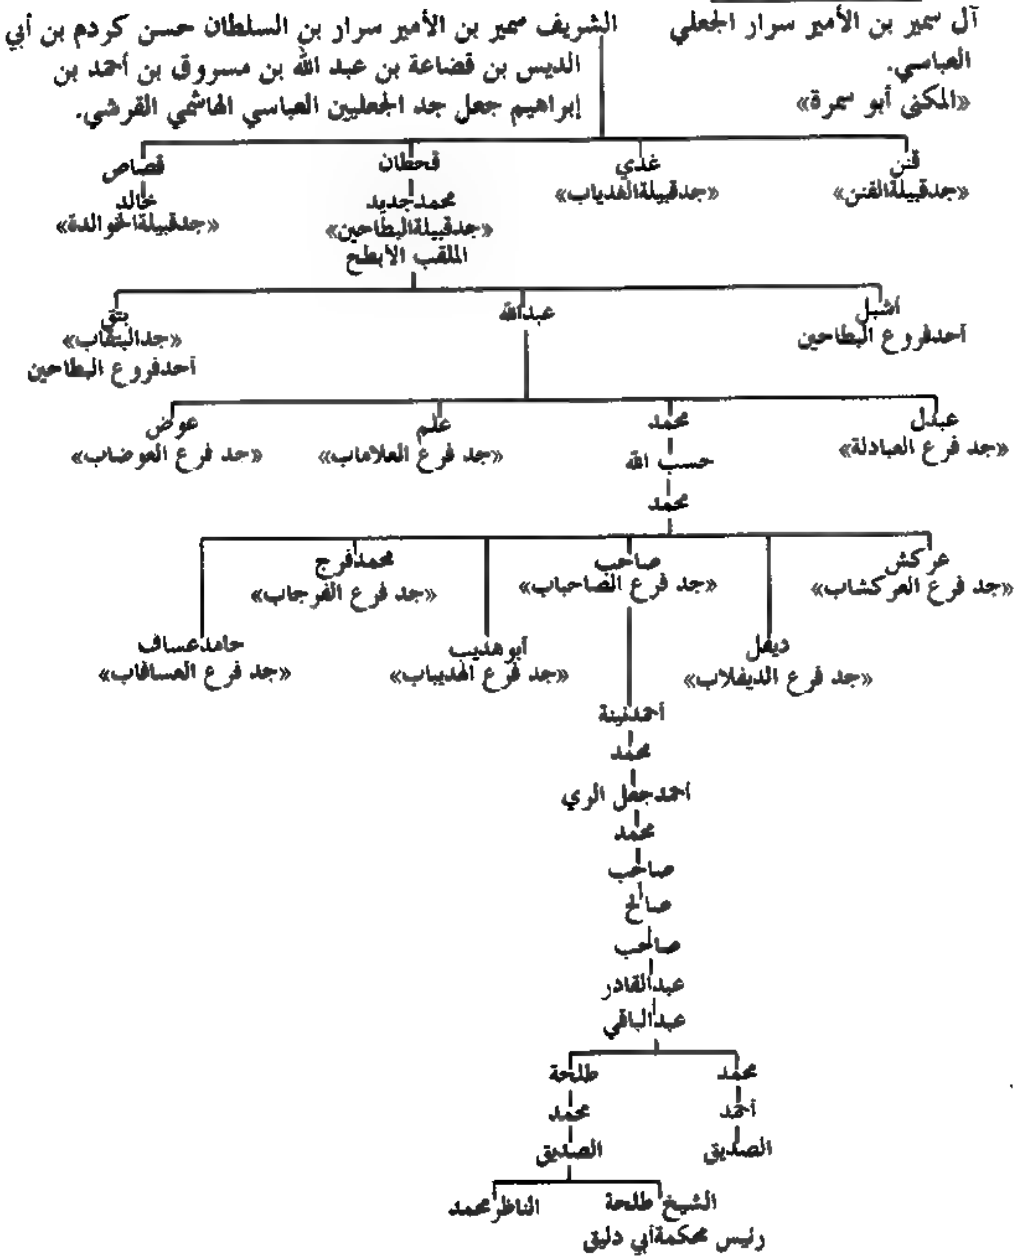 آل سمير بن الأمير سرار الجعلي
العباسي.
«المكنى أبو سمرة»
الشريف سمير بن الأمير سرار بن السلطان حسن كردم بن أبي
الديس بن قضاعة بن عبد الله بن مسروق بن أحمد بن
إبراهيم جعل جد الجعليين العباسي الهاشمي القرشي.
قنن
«جدقبيلةالقنن»
غدي
«جدقبيلةالغدياب»
قحطان
محمدجديد
«جدقبيلةالبطاحين»
الملقب الأبطح
قصاص
خالد
«جدقبيلةالخوالدة»
أشبل
أحدفروع البطاحين
عبدالله
بتق
«جدالبتقاب»
أحدفروع البطاحين
عبدل
«جد فرع العبادلة»
محمد
حسب الله
محمد
علم
«جد فرع العلاماب»
عوض
«جد فرع العوضاب»
عركش
«جد فرع العركشاب»
صاحب
«جد فرع الصاحباب»
محمدفرج
«جد فرع الفرجاب»
ديفل
«جد فرع الديفلاب»
أبوهديب
«جد فرع الهديباب»
حامدعساف
«جد فرع العسافاب»
أحمدنينة
محمد
أحمدجعل الري
محمد
صاحب
صالح
صاحب
عبدالقادر
عبدالباقي
محمد
أحمد
الصديق
طلحة
محمد
الصديق
الشيخ طلحة
رئيس محكمةأبي دليق
الناظرمحمد